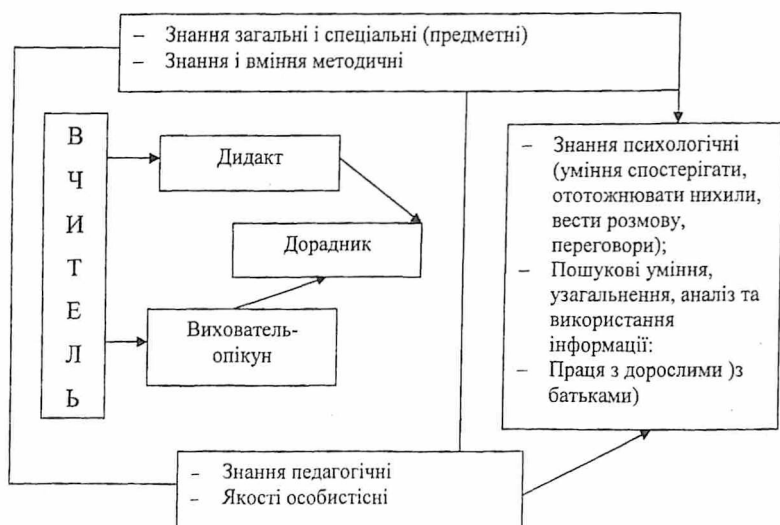 – Знання загальні і спеціальні (предметні)
– Знання і вміння методичні
В
Ч
И
Т
Е
Л
Ь
Дидакт
Дорадник
Вихователь-
опікун
– Знання психологічні
(уміння спостерігати,
ототожнювати нихили,
вести розмову,
переговори);
– Пошукові уміння,
узагальнення, аналіз та
використання
інформації:
– Праця з дорослими )з
батьками)
– Знання педагогічні
– Якості особистісні